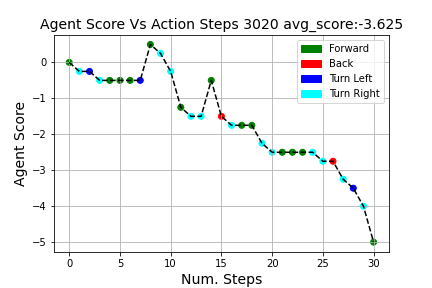 Agent Score Vs Action Steps 3020 avg_score:-3.625
Forward
Back
Turn Left
Turn Right
Agent Score
0
−1
−2
−3
−4
−5
0 5 10 15 20 25 30
Num. Steps